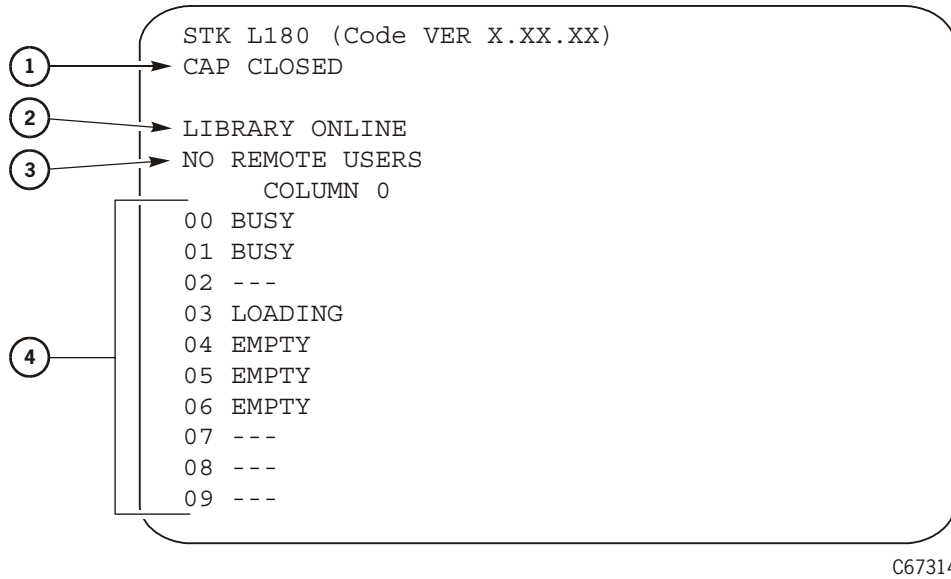 STK L180 (Code VER X.XX.XX)
1 CAP CLOSED
2 LIBRARY ONLINE
3 NO REMOTE USERS
COLUMN 0
00 BUSY
01 BUSY
02 ---
03 LOADING
4
04 EMPTY
05 EMPTY
06 EMPTY
07 ---
08 ---
09 ---
C67314